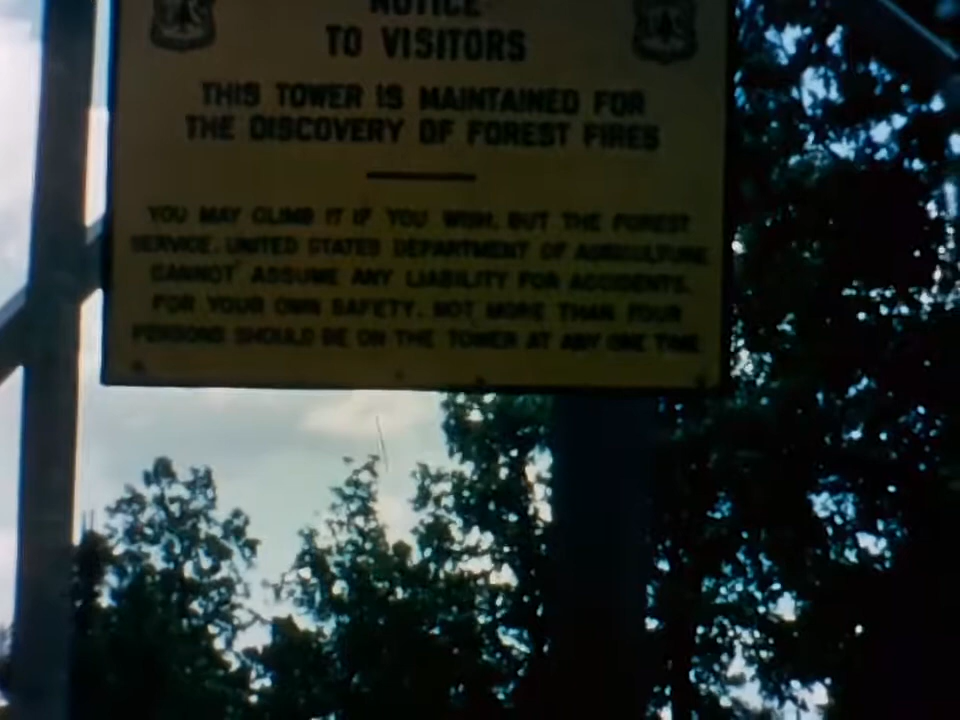 NOTICE
TO VISITORS
THIS TOWER IS MAINTAINED FOR
THE DISCOVERY OF FOREST FIRES
YOU MAY CLIMB IT IF YOU WISH, BUT THE FOREST
SERVICE, UNITED STATES DEPARTMENT OF AGRICULTURE
CANNOT ASSUME ANY LIABILITY FOR ACCIDENTS.
FOR YOUR OWN SAFETY, NOT MORE THAN FOUR
PERSONS SHOULD BE ON THE TOWER AT ANY ONE TIME